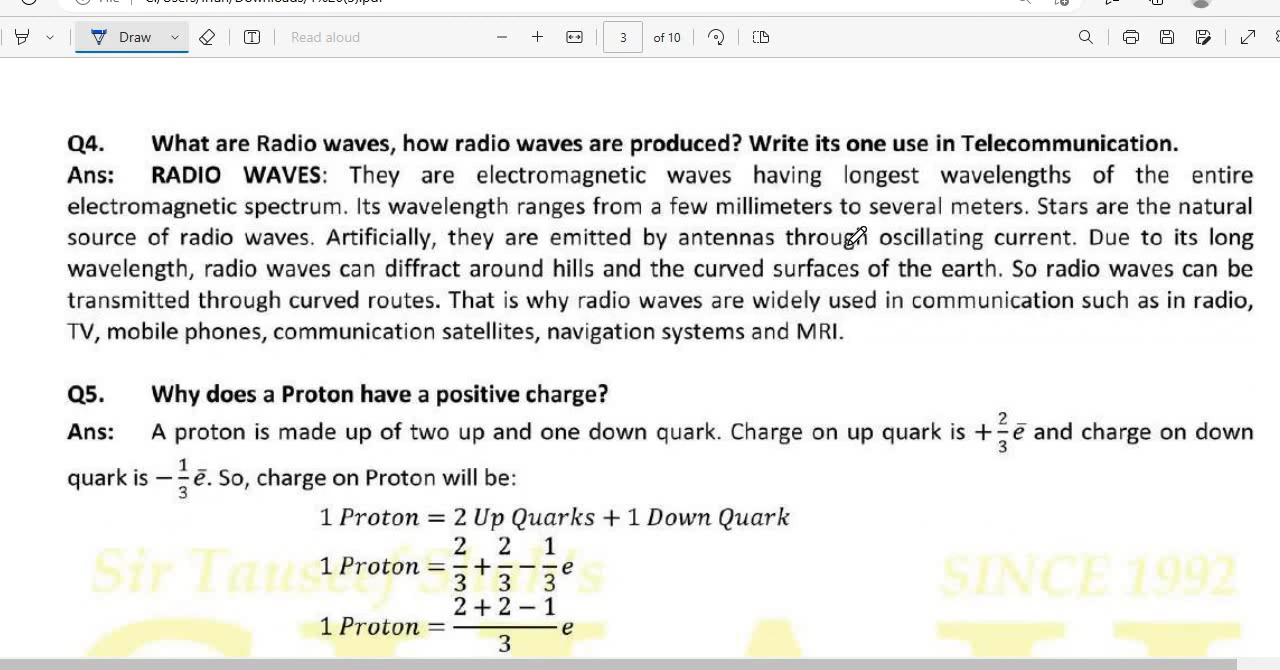 Draw
Read aloud
3
of 10
Q4. What are Radio waves, how radio waves are produced? Write its one use in Telecommunication.
Ans: RADIO WAVES: They are electromagnetic waves having longest wavelengths of the entire
electromagnetic spectrum. Its wavelength ranges from a few millimeters to several meters. Stars are the natural
source of radio waves. Artificially, they are emitted by antennas through oscillating current. Due to its long
wavelength, radio waves can diffract around hills and the curved surfaces of the earth. So radio waves can be
transmitted through curved routes. That is why radio waves are widely used in communication such as in radio,
TV, mobile phones, communication satellites, navigation systems and MRI.
Q5. Why does a Proton have a positive charge?
Ans: A proton is made up of two up and one down quark. Charge on up quark is +2/3 ē and charge on down
quark is −1/3 ē. So, charge on Proton will be:
1 Proton = 2 Up Quarks + 1 Down Quark
1 Proton = 2/3 + 2/3 − 1/3 e
1 Proton = 2 + 2 − 1 / 3 e
Sir Tauseef Shah's
SINCE 1992